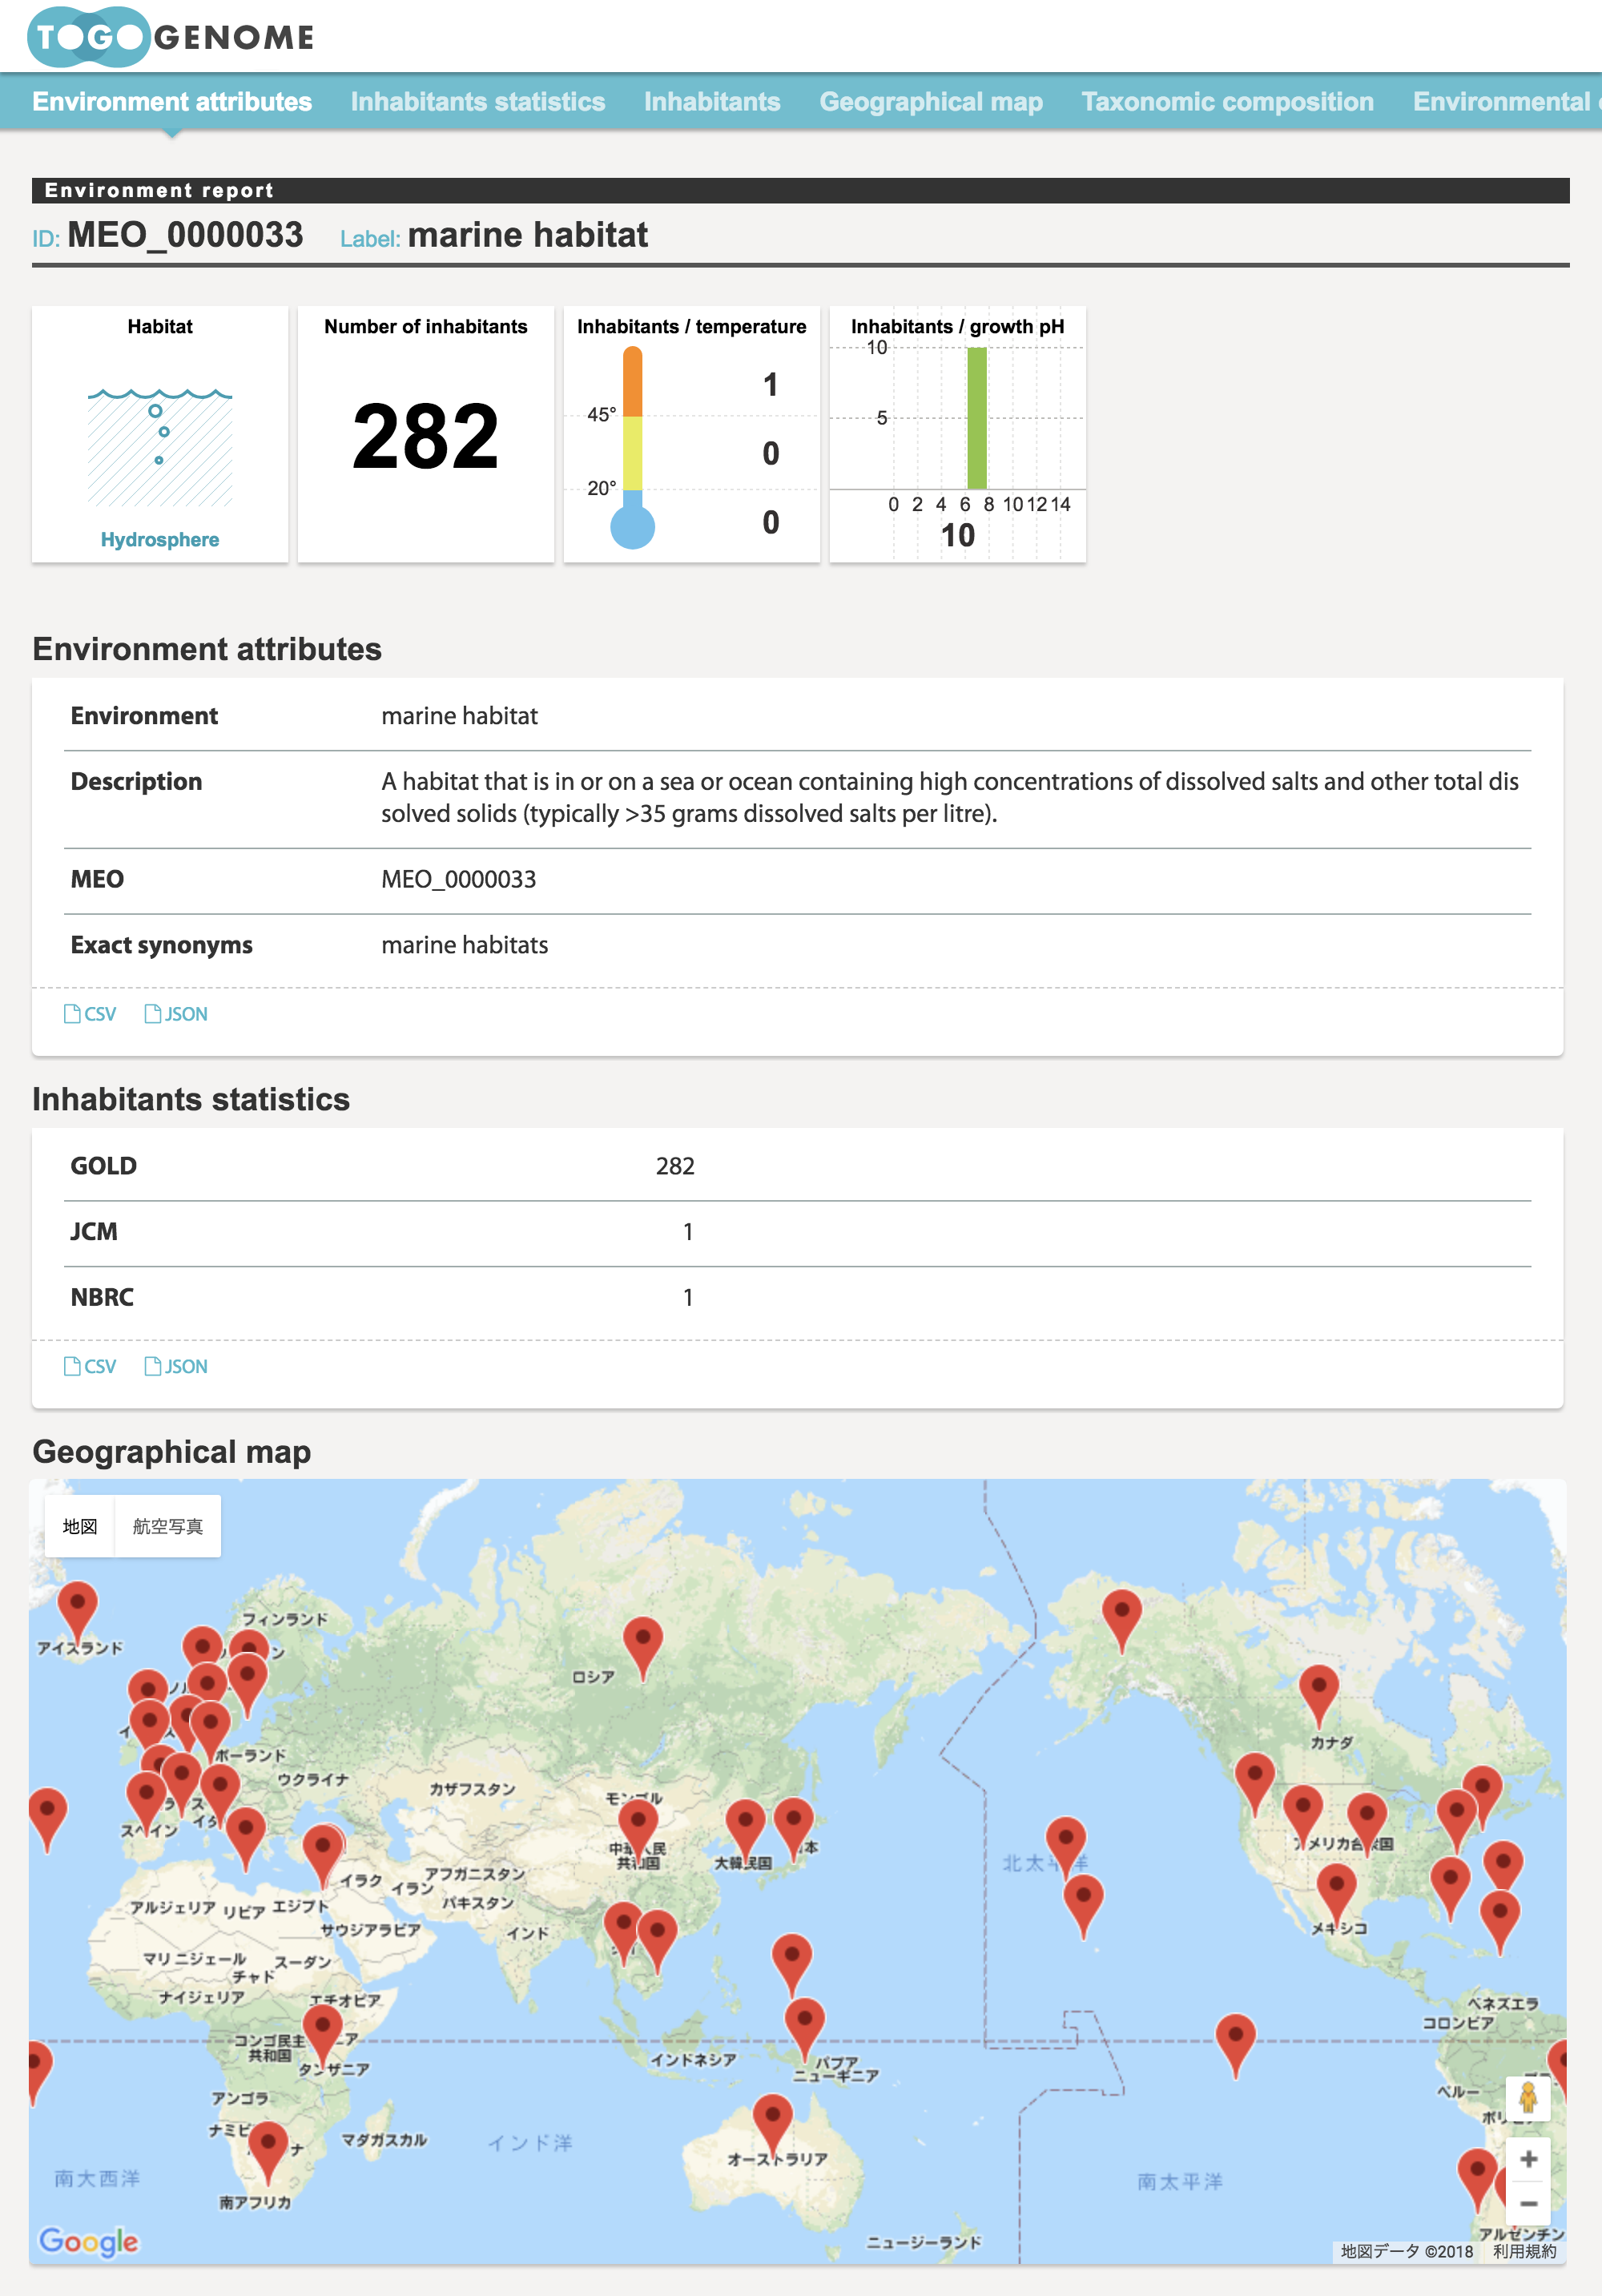 TOGOGENOME
Environment attributes
Inhabitants statistics
Inhabitants
Geographical map
Taxonomic composition
Environmental
Environment report
ID: MEO_0000033 Label: marine habitat
Habitat
Hydrosphere
Number of inhabitants
282
Inhabitants / temperature
1
45°
0
20°
0
Inhabitants / growth pH
10
5
0 2 4 6 8 10 12 14
10
Environment attributes
Environment marine habitat
Description A habitat that is in or on a sea or ocean containing high concentrations of dissolved salts and other total dis
solved solids (typically >35 grams dissolved salts per litre).
MEO MEO_0000033
Exact synonyms marine habitats
CSV JSON
Inhabitants statistics
GOLD 282
JCM 1
NBRC 1
CSV JSON
Geographical map
地図 航空写真
フィンランド
アイスランド
ロシア
カナダ
ポーランド
ウクライナ
カザフスタン
モンゴル
スペイン
中華人民
共和国
大韓民国
アメリカ合衆国
北太平洋
アフガニスタン
イラク
イラン
パキスタン
アルジェリア
リビア
エジプト
サウジアラビア
インド
メキシコ
マリ
ニジェール
スーダン
チャド
ナイジェリア
エチオピア
ベネズエラ
コロンビア
コンゴ民主
共和国
タンザニア
インドネシア
パプア
ニューギニア
ペルー
アンゴラ
マダガスカル
インド洋
オーストラリア
南大西洋
南太平洋
南アフリカ
アルゼンチン
ニュージーランド
Google
地図データ ©2018 利用規約